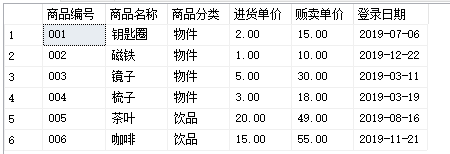 商品编号 商品名称 商品分类 进货单价 贩卖单价 登录日期
1 001 钥匙圈 物件 2.00 15.00 2019-07-06
2 002 磁铁 物件 1.00 10.00 2019-12-22
3 003 镜子 物件 5.00 30.00 2019-03-11
4 004 梳子 物件 3.00 18.00 2019-03-19
5 005 茶叶 饮品 20.00 49.00 2019-08-16
6 006 咖啡 饮品 15.00 55.00 2019-11-21